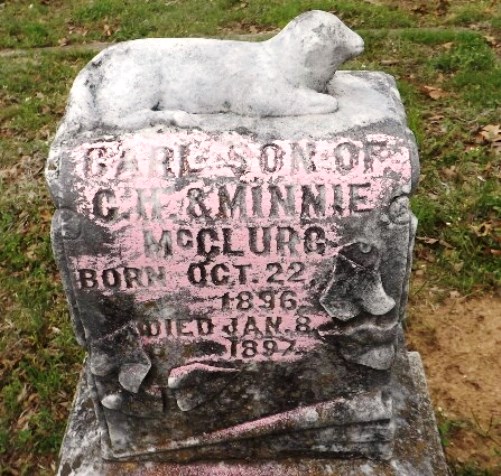 CARL SON OF
C.H. & MINNIE
McCLURG
BORN OCT. 22,
1896
DIED JAN. 8,
1897